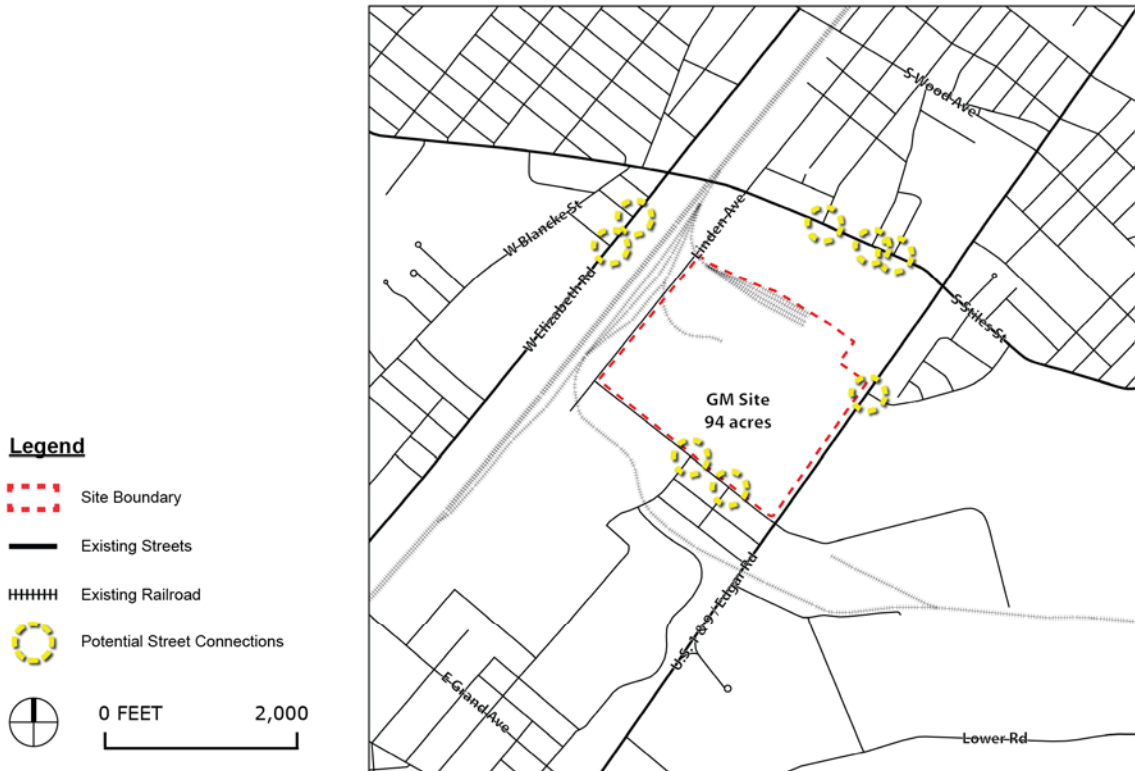 S Wood Ave
W Blancke St
Linden Ave
W Elizabeth Rd
S Stiles St
GM Site
94 acres
U.S. 1 & 9 / Edgar Rd
E Grand Ave
Lower Rd
Legend
Site Boundary
Existing Streets
Existing Railroad
Potential Street Connections
0 FEET 2,000